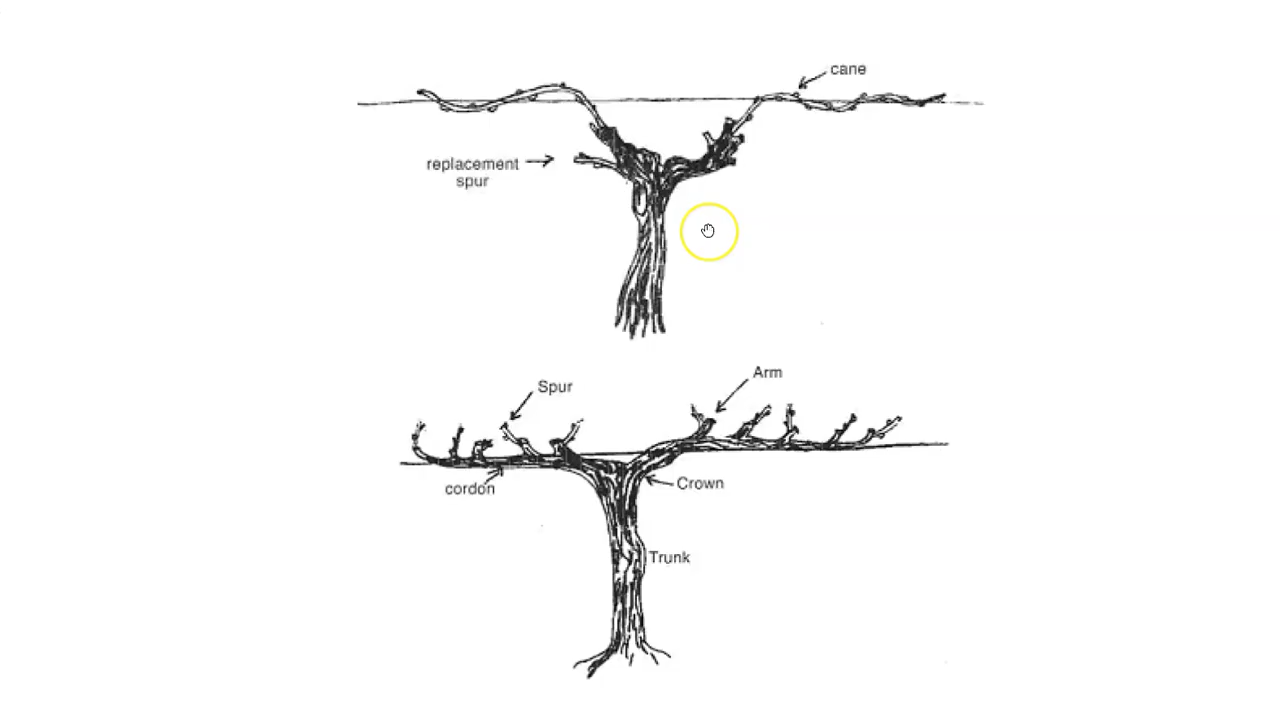 cane
replacement
spur
Arm
Spur
cordon
Crown
Trunk